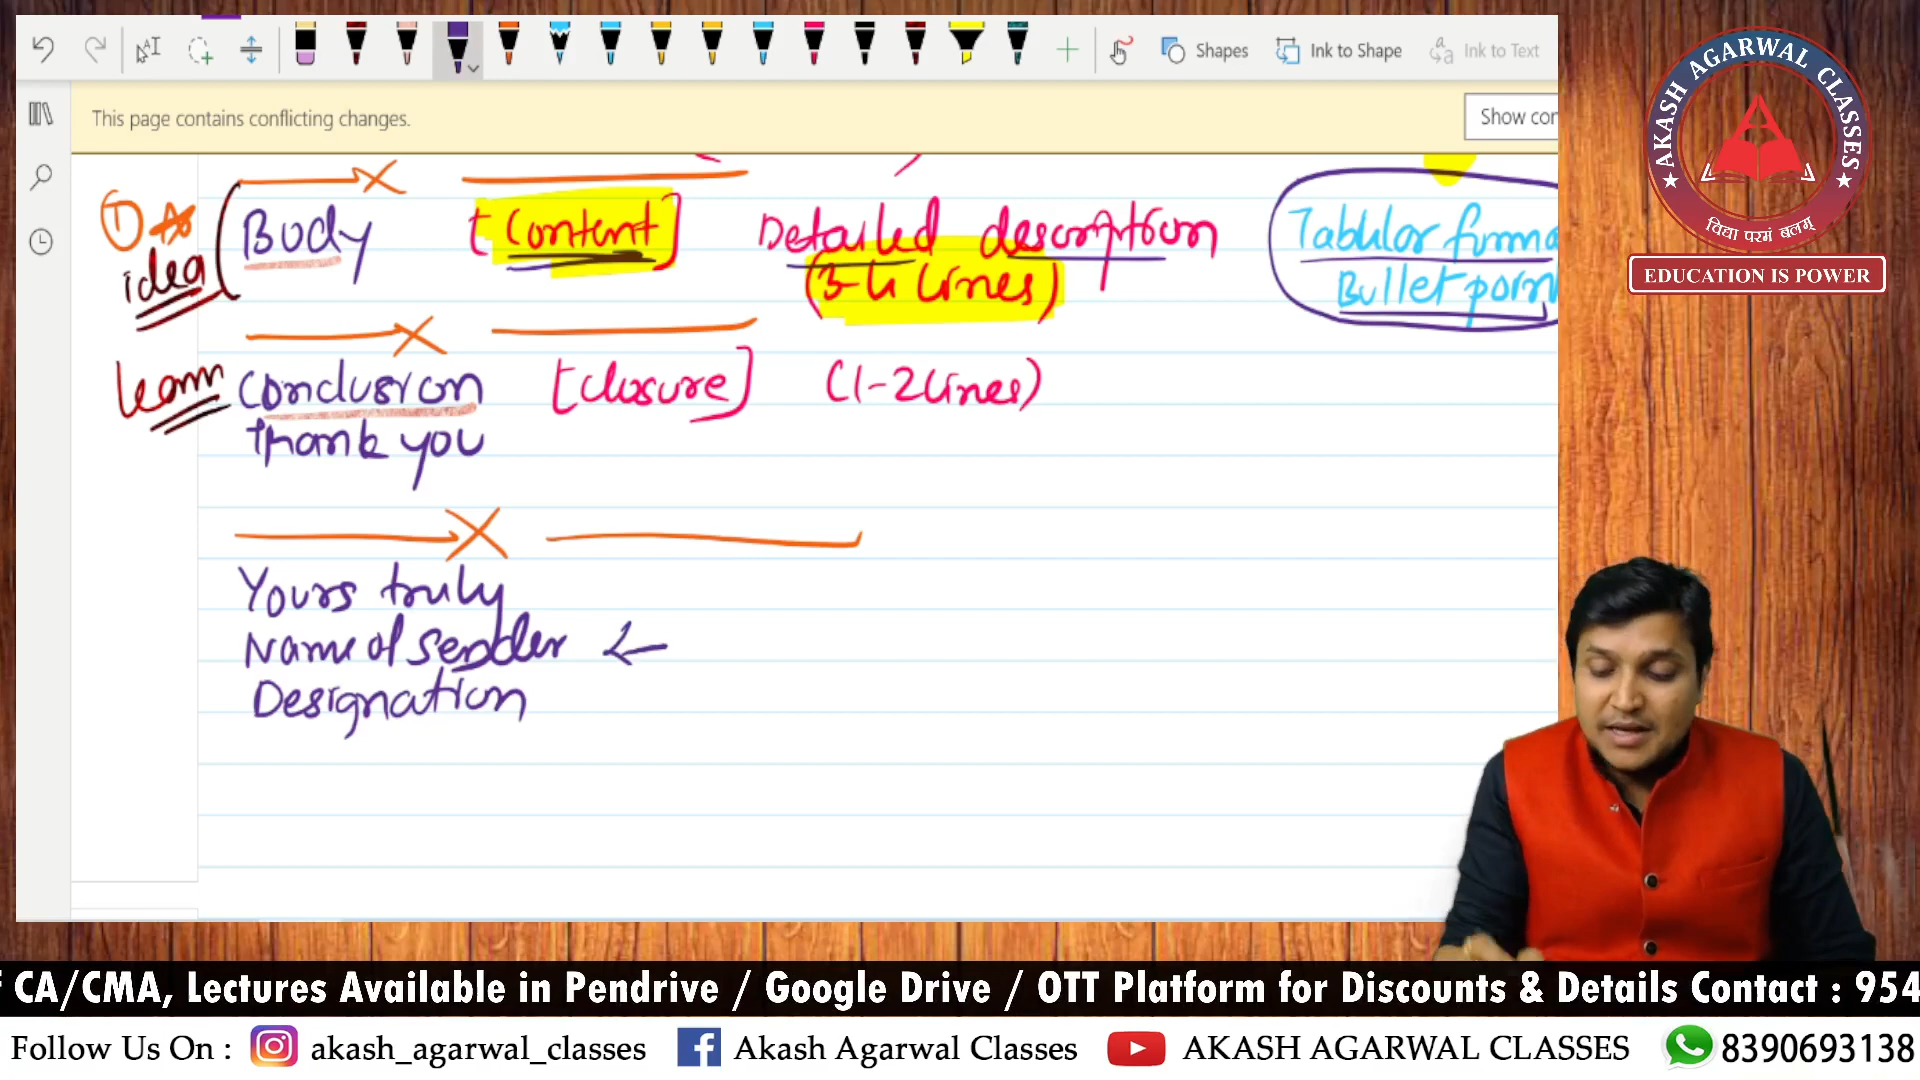 Shapes
Ink to Shape
Ink to Text
This page contains conflicting changes.
Show con
AKASH AGARWAL CLASSES
विद्या परमं बलम्
EDUCATION IS POWER
① idea
Body [Content] Detailed description
(3-4 lines)
Tabular forma
Bullet poin
learn
Conclusion [closure] (1-2 lines)
Thank you
Yours truly
Name of Sender
Designation
CA/CMA, Lectures Available in Pendrive / Google Drive / OTT Platform for Discounts & Details Contact : 954
Follow Us On : akash_agarwal_classes Akash Agarwal Classes AKASH AGARWAL CLASSES 8390693138